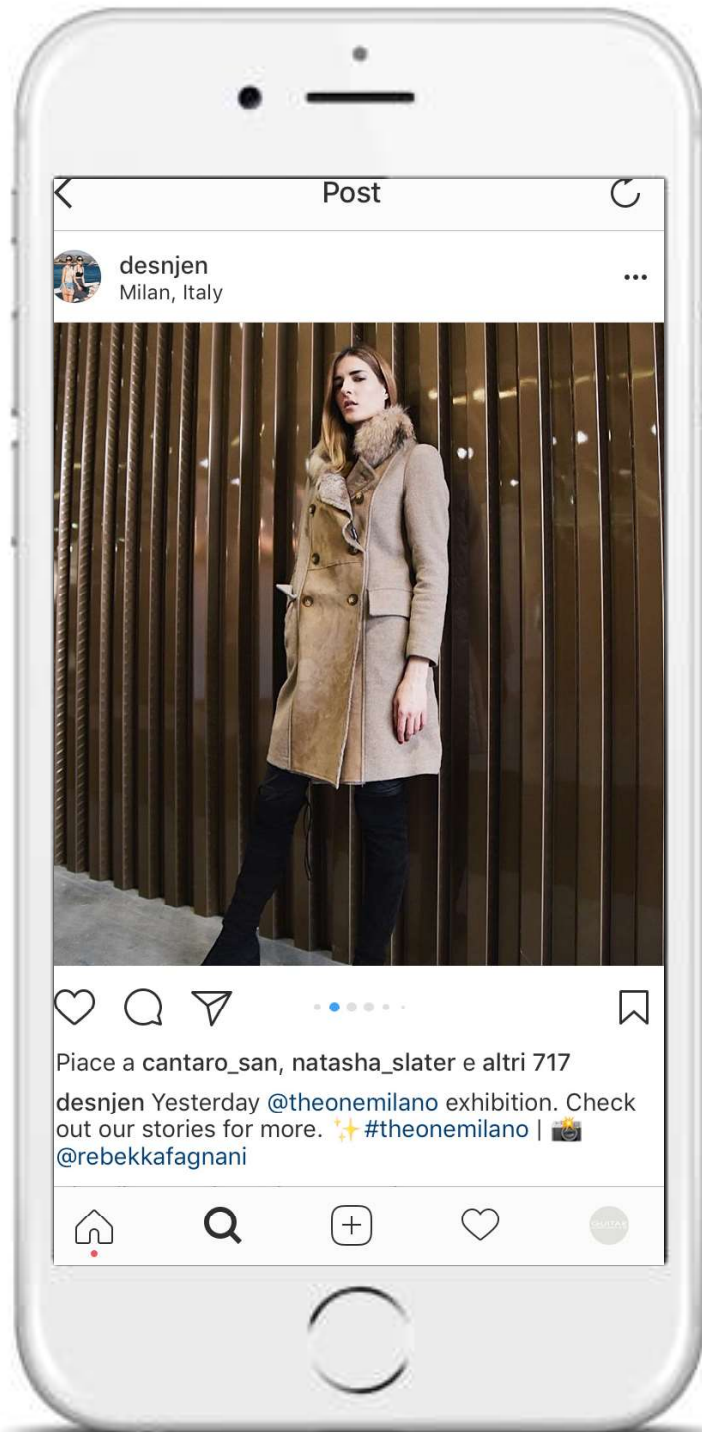 Post
desnjen
Milan, Italy
Piace a cantaro_san, natasha_slater e altri 717
desnjen Yesterday @theonemilano exhibition. Check
out our stories for more. ✨ #theonemilano | 📸
@rebekkafagnani